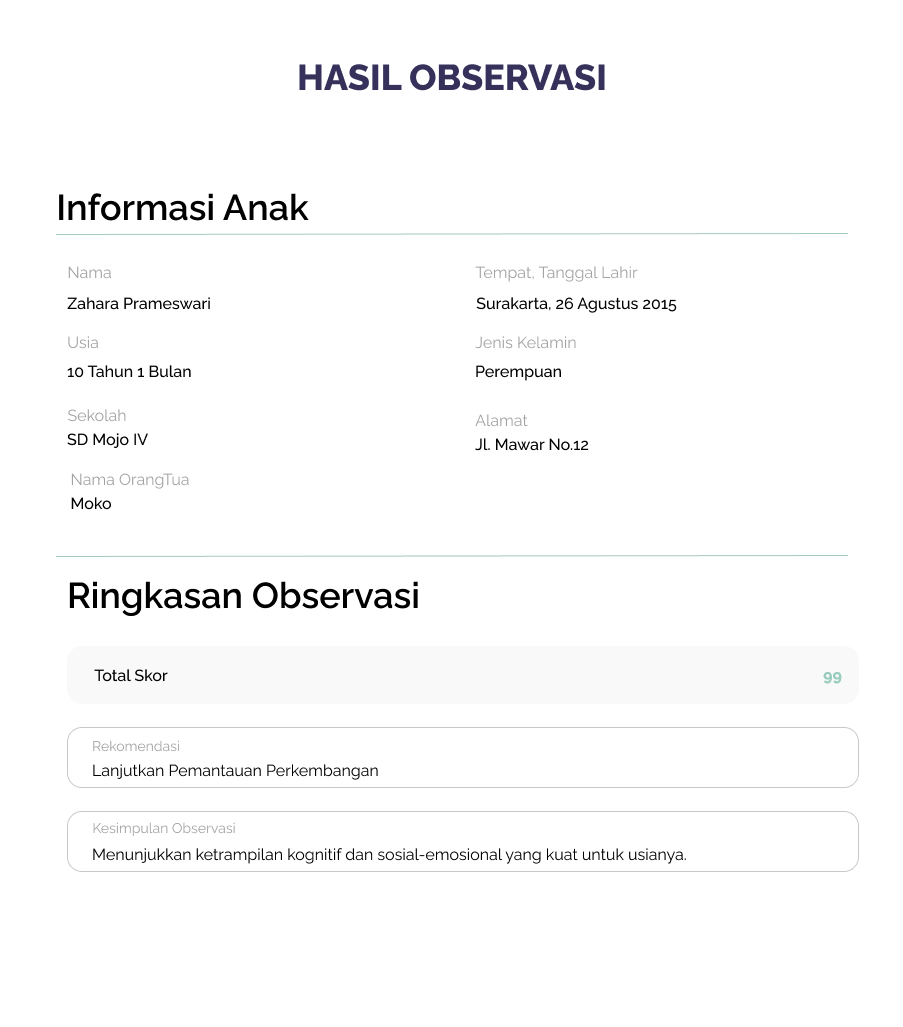 HASIL OBSERVASI
Informasi Anak
Nama
Tempat, Tanggal Lahir
Zahara Prameswari
Surakarta, 26 Agustus 2015
Usia
Jenis Kelamin
10 Tahun 1 Bulan
Perempuan
Sekolah
Alamat
SD Mojo IV
Jl. Mawar No.12
Nama OrangTua
Moko
Ringkasan Observasi
Total Skor
99
Rekomendasi
Lanjutkan Pemantauan Perkembangan
Kesimpulan Observasi
Menunjukkan ketrampilan kognitif dan sosial-emosional yang kuat untuk usianya.